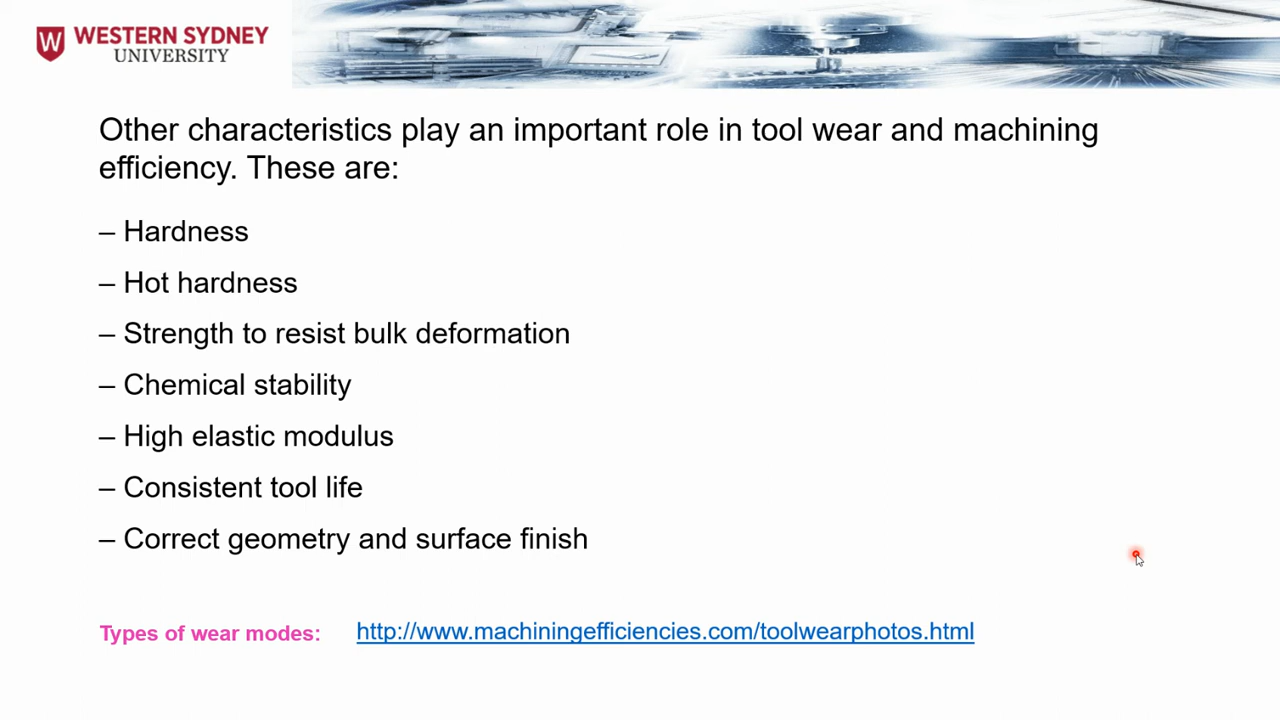 WESTERN SYDNEY
UNIVERSITY
Other characteristics play an important role in tool wear and machining
efficiency. These are:
– Hardness
– Hot hardness
– Strength to resist bulk deformation
– Chemical stability
– High elastic modulus
– Consistent tool life
– Correct geometry and surface finish
Types of wear modes: http://www.machiningefficiencies.com/toolwearphotos.html